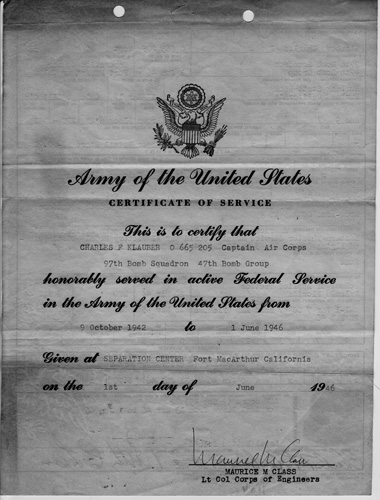 Army of the United States
CERTIFICATE OF SERVICE
This is to certify that
CHARLES F KLAUBER O 665 205 Captain Air Corps
97th Bomb Squadron 47th Bomb Group
honorably served in active Federal Service
in the Army of the United States from
9 October 1942 to 1 June 1946
Given at SEPARATION CENTER Fort MacArthur California
on the 1st day of June 1946
Maurice M Class
MAURICE M CLASS
Lt Col Corps of Engineers